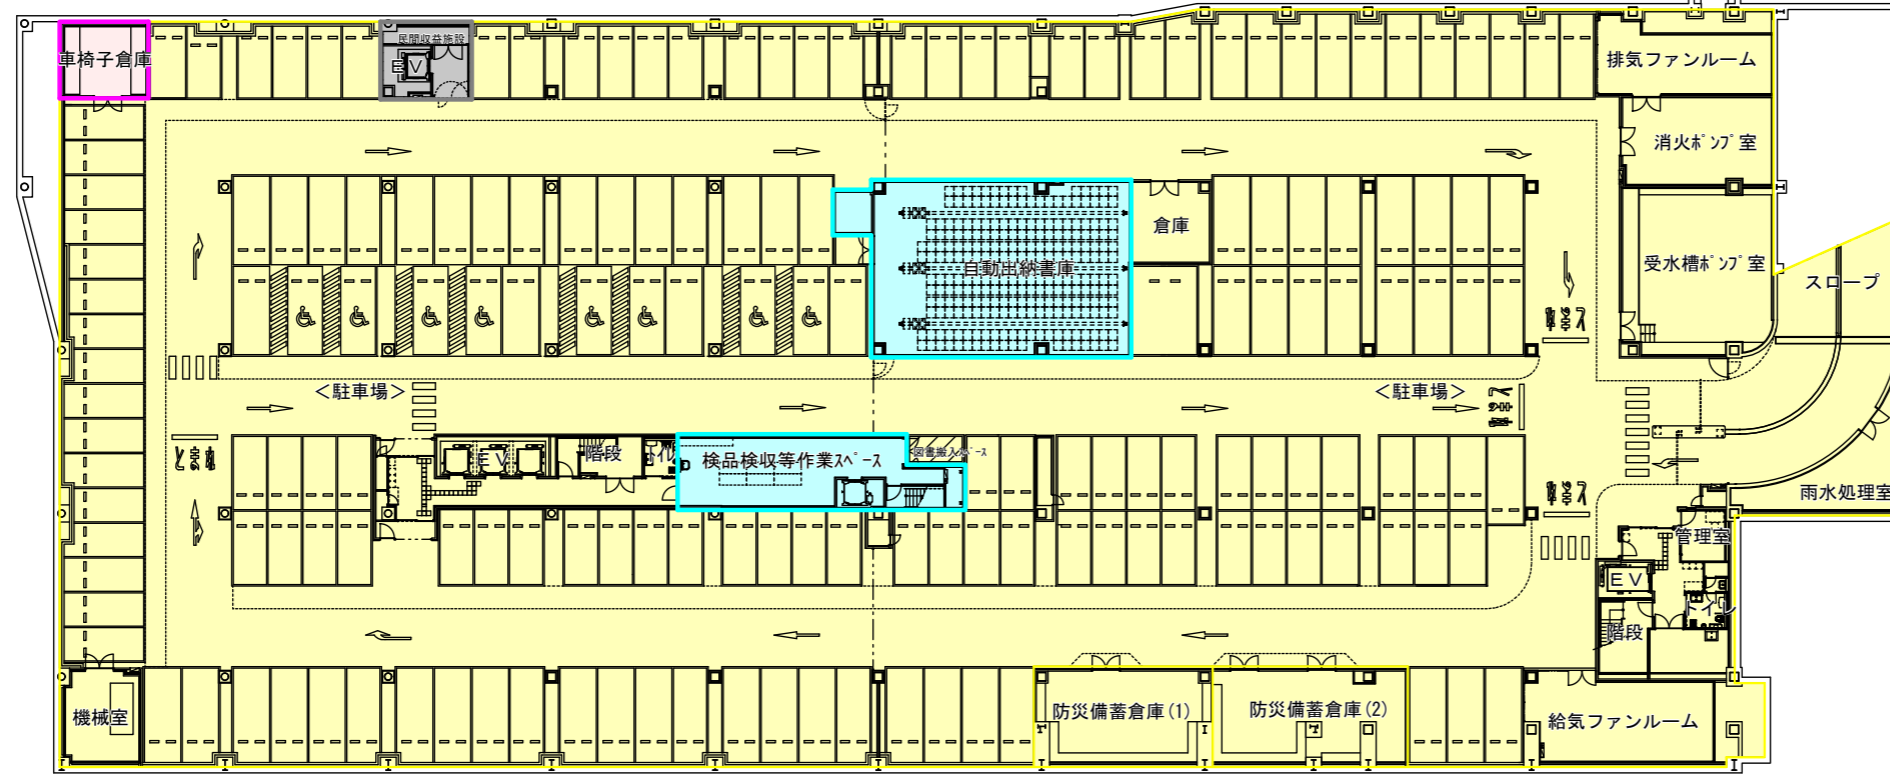 車椅子倉庫
民間収益施設
EV
排気ファンルーム
消火ﾎﾟﾝﾌﾟ室
倉庫
受水槽ﾎﾟﾝﾌﾟ室
自動出納書庫
スロープ
<駐車場>
<駐車場>
EV
階段
ﾄｲﾚ
検品検収等作業ｽﾍﾟｰｽ
図書搬入ｽﾍﾟｰｽ
雨水処理室
管理室
EV
トイレ
階段
機械室
防災備蓄倉庫(1)
防災備蓄倉庫(2)
給気ファンルーム